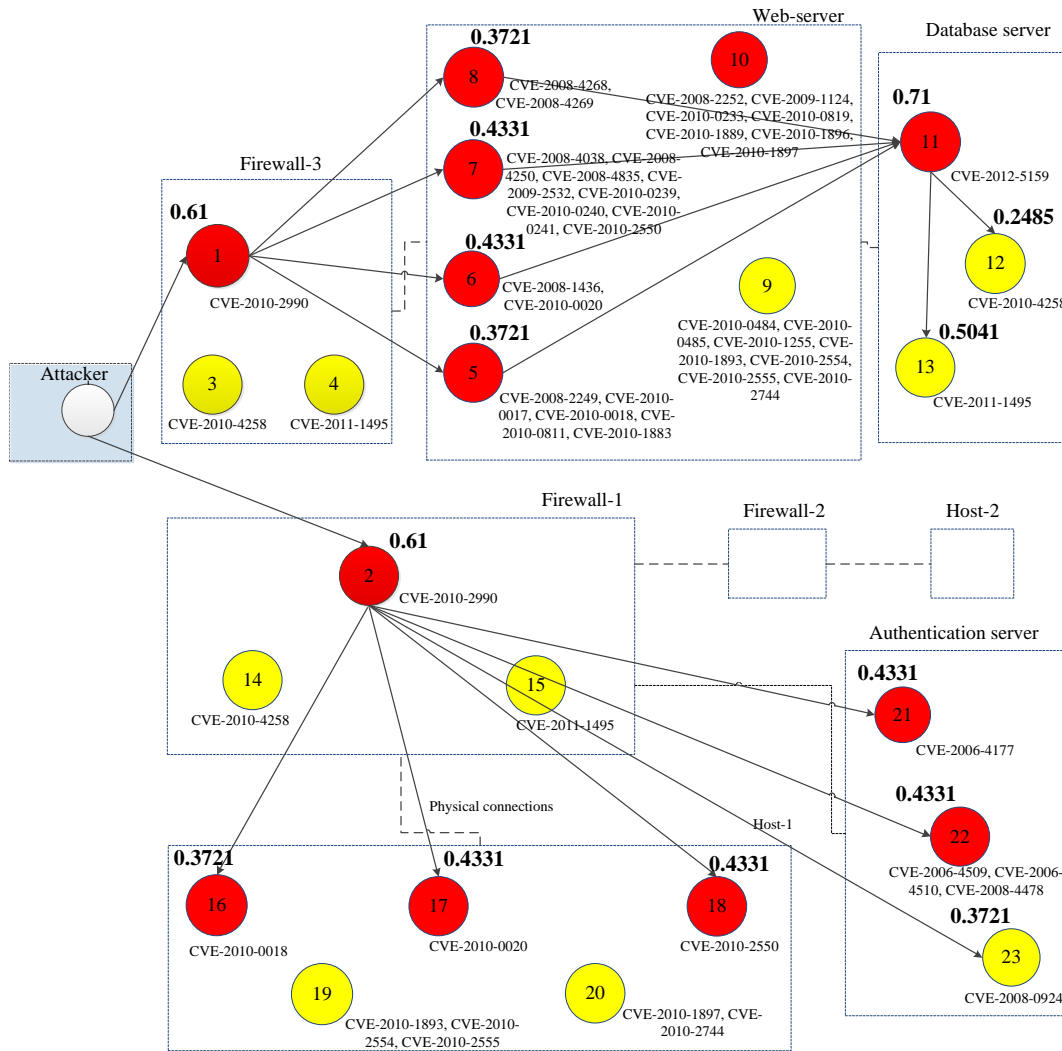 Web-server
Database server
0.3721
8
CVE-2008-4268,
CVE-2008-4269
10
CVE-2008-2252, CVE-2009-1124,
CVE-2010-0233, CVE-2010-0819,
CVE-2010-1889, CVE-2010-1896,
CVE-2010-1897
0.71
11
CVE-2012-5159
0.4331
7
CVE-2008-4038, CVE-2008-
4250, CVE-2008-4835, CVE-
2009-2532, CVE-2010-0239,
CVE-2010-0240, CVE-2010-
0241, CVE-2010-2550
Firewall-3
0.61
1
CVE-2010-2990
0.4331
6
CVE-2008-1436,
CVE-2010-0020
9
CVE-2010-0484, CVE-2010-
0485, CVE-2010-1255, CVE-
2010-1893, CVE-2010-2554,
CVE-2010-2555, CVE-2010-
2744
0.2485
12
CVE-2010-4258
0.5041
13
CVE-2011-1495
0.3721
5
CVE-2008-2249, CVE-2010-
0017, CVE-2010-0018, CVE-
2010-0811, CVE-2010-1883
3
CVE-2010-4258
4
CVE-2011-1495
Attacker
Firewall-1
Firewall-2
Host-2
0.61
2
CVE-2010-2990
14
CVE-2010-4258
15
CVE-2011-1495
Authentication server
0.4331
21
CVE-2006-4177
0.4331
22
CVE-2006-4509, CVE-2006-
4510, CVE-2008-4478
0.3721
23
CVE-2008-0924
Physical connections
Host-1
0.3721
16
CVE-2010-0018
0.4331
17
CVE-2010-0020
0.4331
18
CVE-2010-2550
19
CVE-2010-1893, CVE-2010-
2554, CVE-2010-2555
20
CVE-2010-1897, CVE-
2010-2744